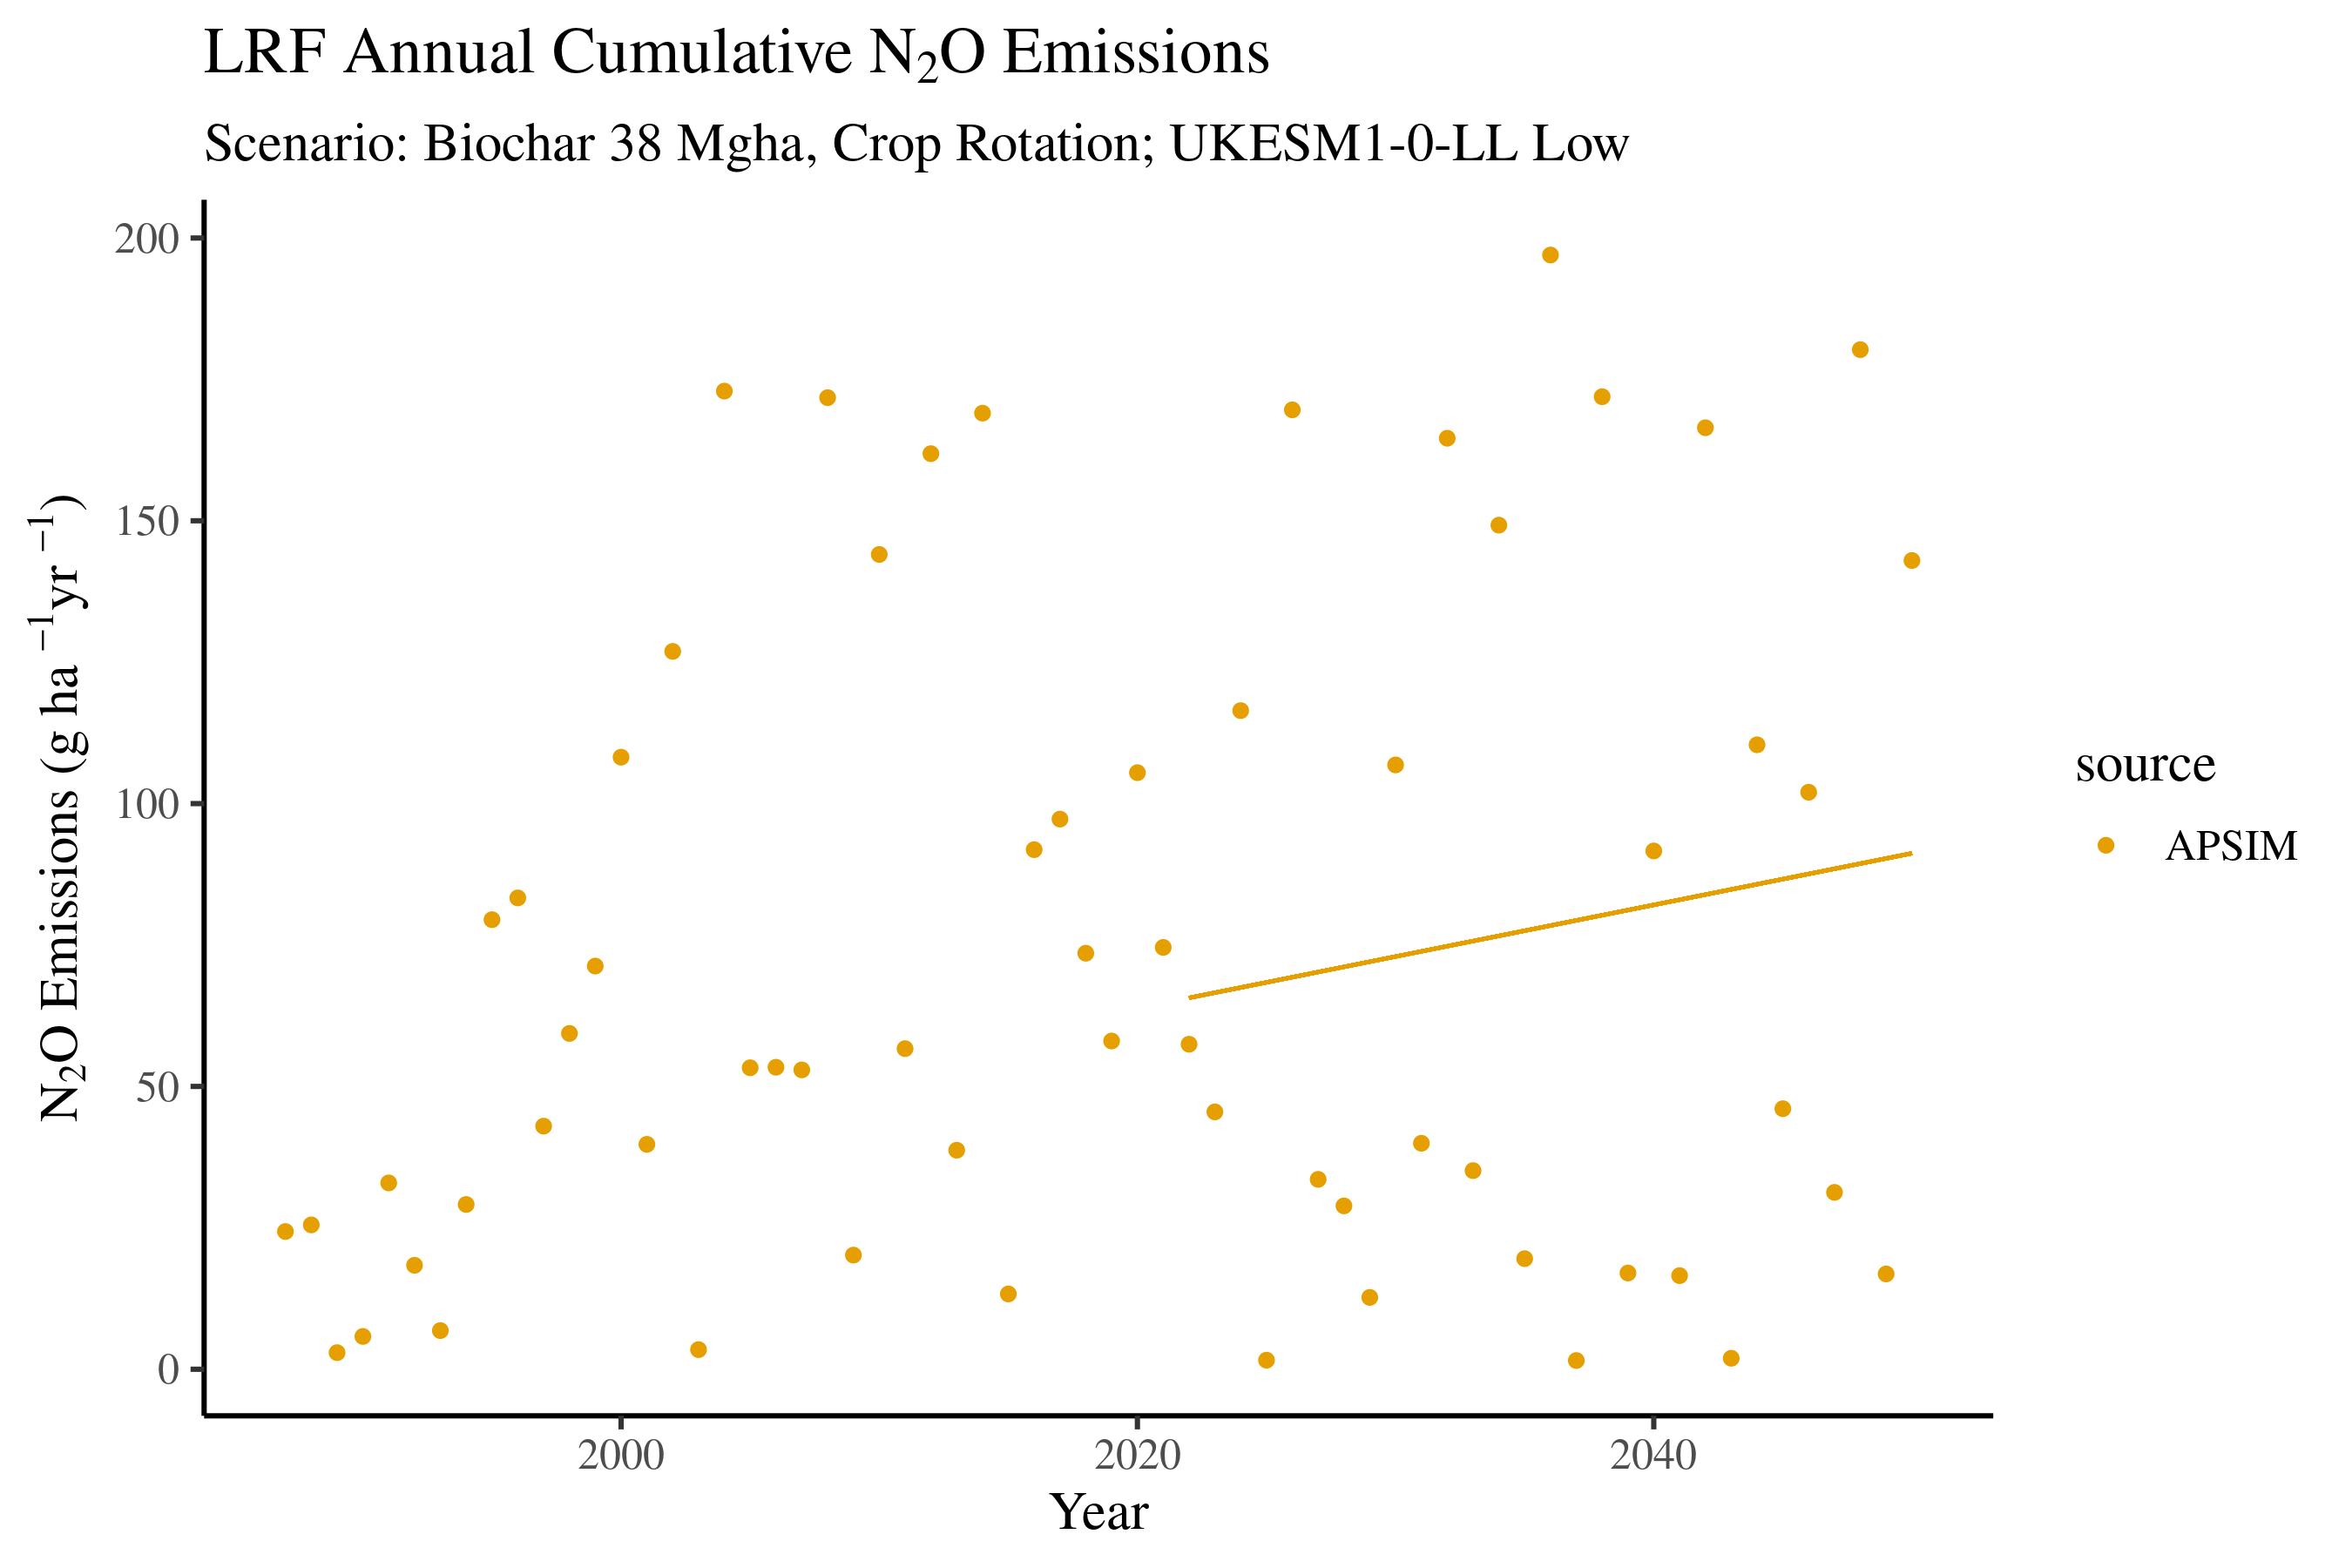 LRF Annual Cumulative N₂O Emissions
Scenario: Biochar 38 Mgha, Crop Rotation; UKESM1-0-LL Low
N₂O Emissions (g ha⁻¹yr⁻¹)
200
150
100
50
0
2000 2020 2040
Year
source
APSIM